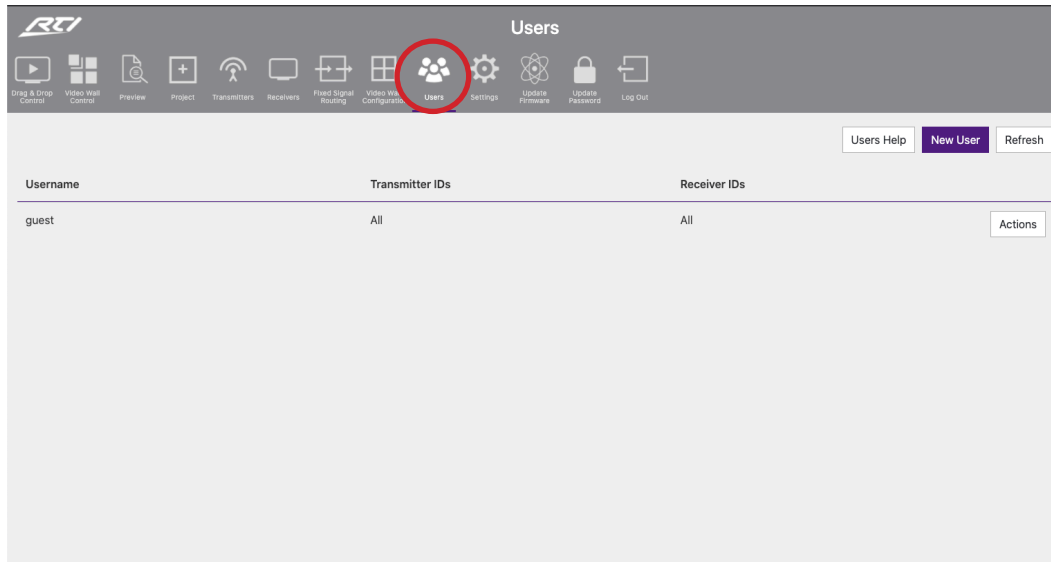 RTI
Users
Drag & Drop
Control
Video Wall
Control
Preview
Project
Transmitters
Receivers
Fixed Signal
Routing
Video Wall
Configuration
Users
Settings
Update
Firmware
Update
Password
Log Out
Users Help
New User
Refresh
Username Transmitter IDs Receiver IDs
guest All All Actions